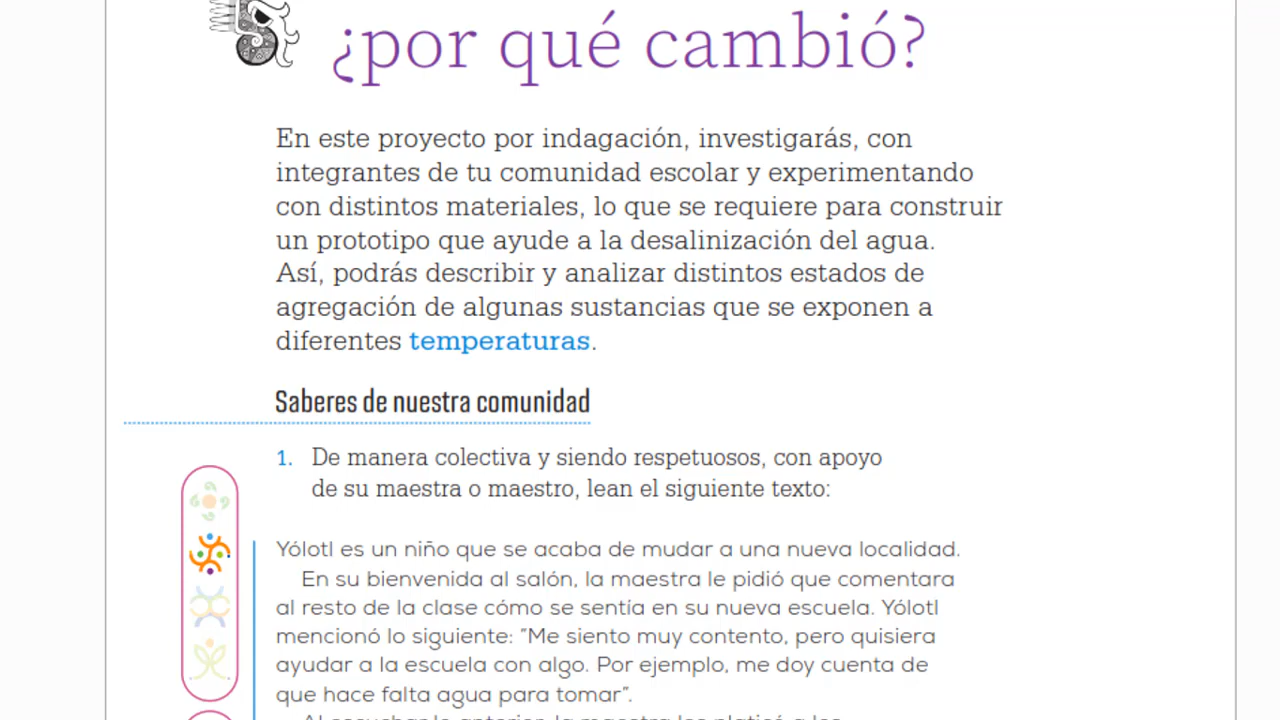 ¿por qué cambió?
En este proyecto por indagación, investigarás, con
integrantes de tu comunidad escolar y experimentando
con distintos materiales, lo que se requiere para construir
un prototipo que ayude a la desalinización del agua.
Así, podrás describir y analizar distintos estados de
agregación de algunas sustancias que se exponen a
diferentes temperaturas.
Saberes de nuestra comunidad
1. De manera colectiva y siendo respetuosos, con apoyo
de su maestra o maestro, lean el siguiente texto:
Yólotl es un niño que se acaba de mudar a una nueva localidad.
En su bienvenida al salón, la maestra le pidió que comentara
al resto de la clase cómo se sentía en su nueva escuela. Yólotl
mencionó lo siguiente: “Me siento muy contento, pero quisiera
ayudar a la escuela con algo. Por ejemplo, me doy cuenta de
que hace falta agua para tomar”.